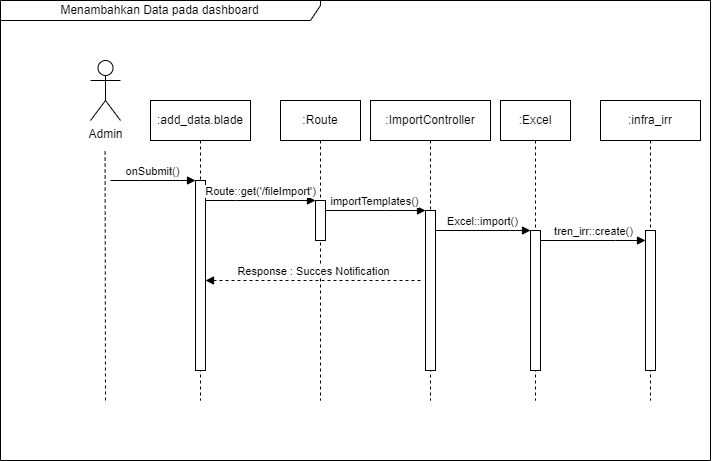 Menambahkan Data pada dashboard
Admin
:add_data.blade
:Route
:ImportController
:Excel
:infra_irr
onSubmit()
Route::get('/fileImport')
importTemplates()
Excel::import()
tren_irr::create()
Response : Succes Notification